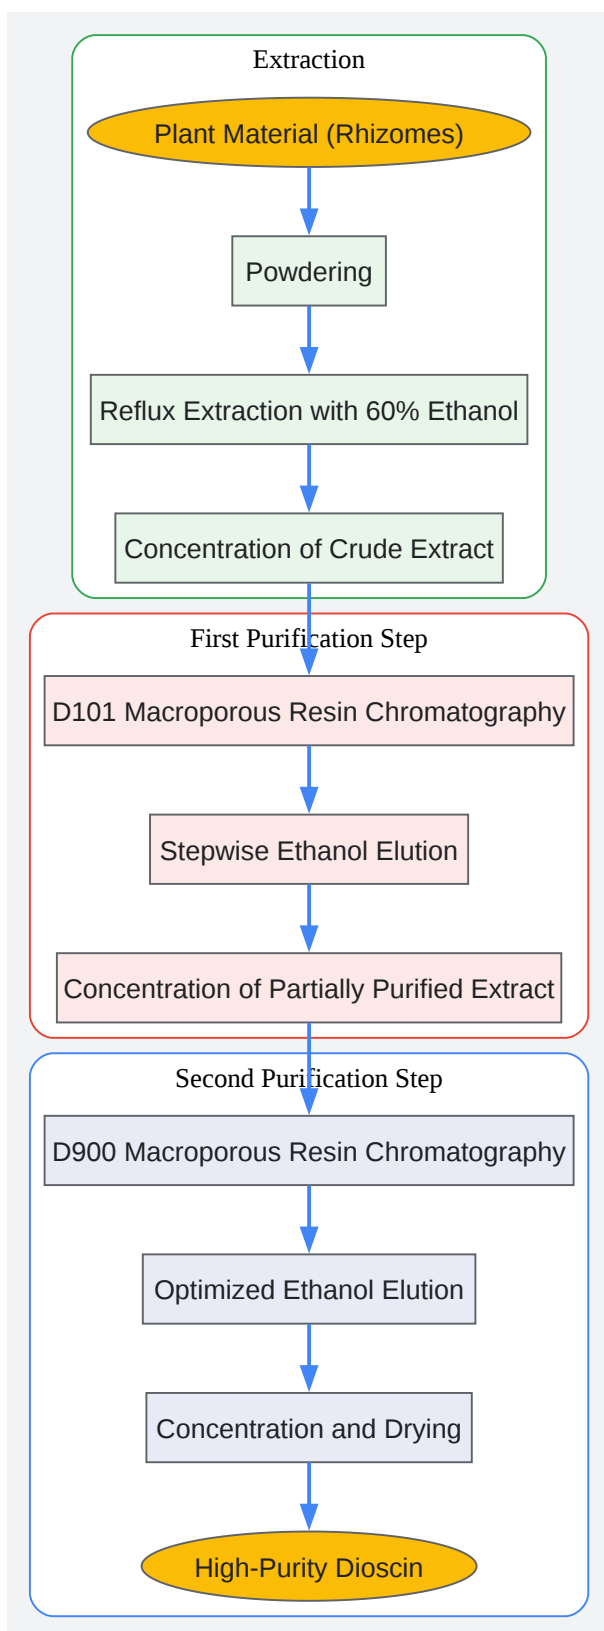 Extraction
Plant Material (Rhizomes)
Powdering
Reflux Extraction with 60% Ethanol
Concentration of Crude Extract
First Purification Step
D101 Macroporous Resin Chromatography
Stepwise Ethanol Elution
Concentration of Partially Purified Extract
Second Purification Step
D900 Macroporous Resin Chromatography
Optimized Ethanol Elution
Concentration and Drying
High-Purity Dioscin